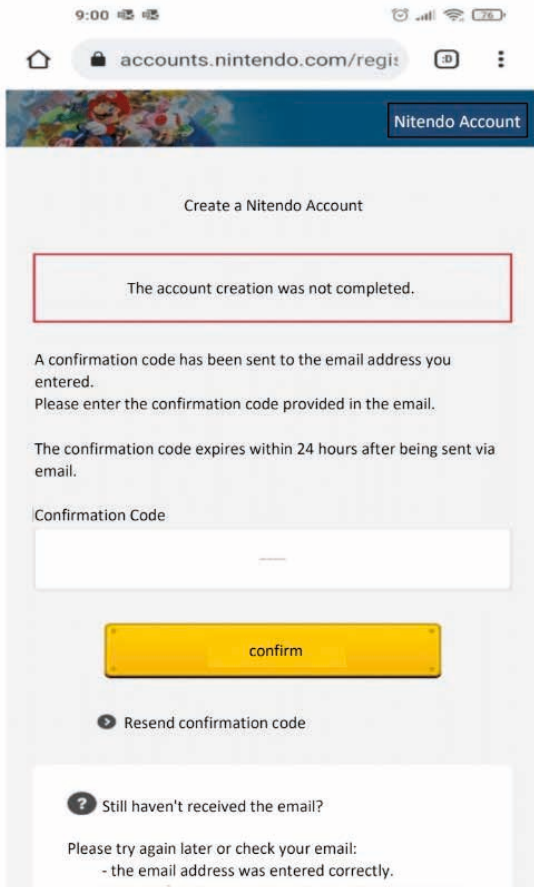 9:00
76
accounts.nintendo.com/regis
:D
Nitendo Account
Create a Nitendo Account
The account creation was not completed.
A confirmation code has been sent to the email address you
entered.
Please enter the confirmation code provided in the email.
The confirmation code expires within 24 hours after being sent via
email.
Confirmation Code
confirm
Resend confirmation code
? Still haven't received the email?
Please try again later or check your email:
- the email address was entered correctly.